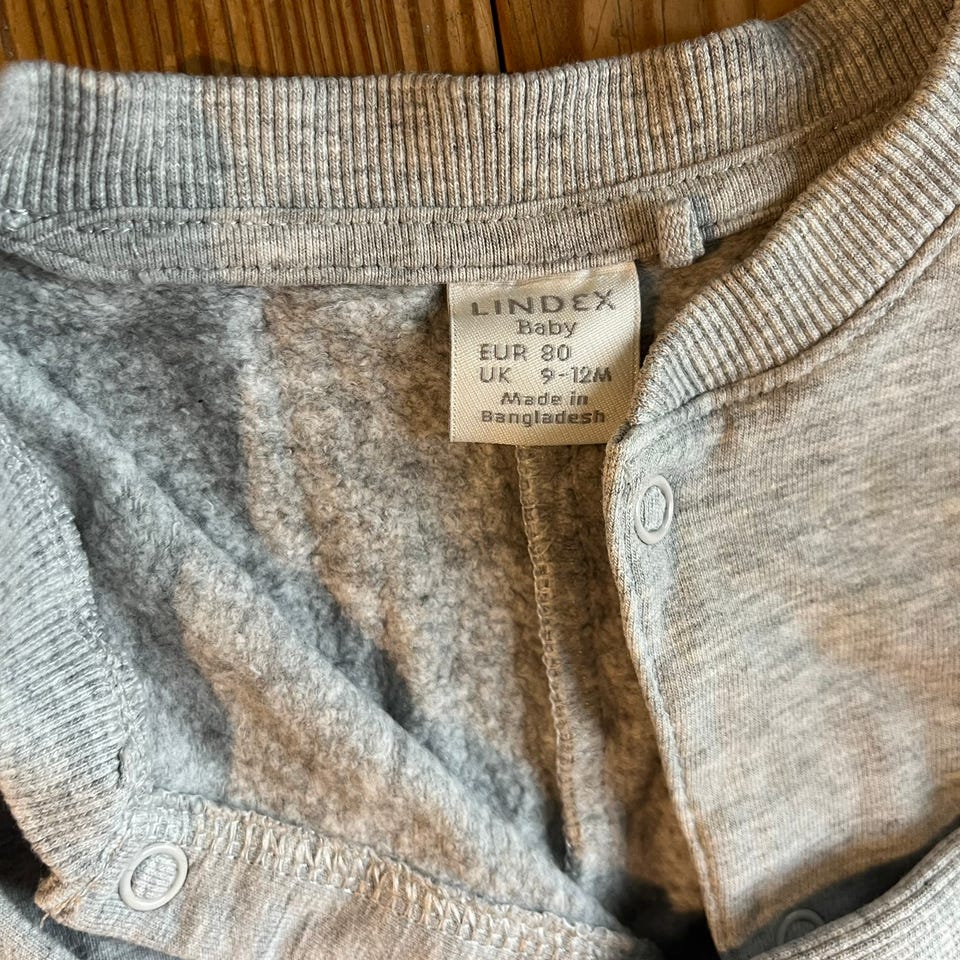 LINDEX
Baby
EUR 80
UK 9-12M
Made in
Bangladesh